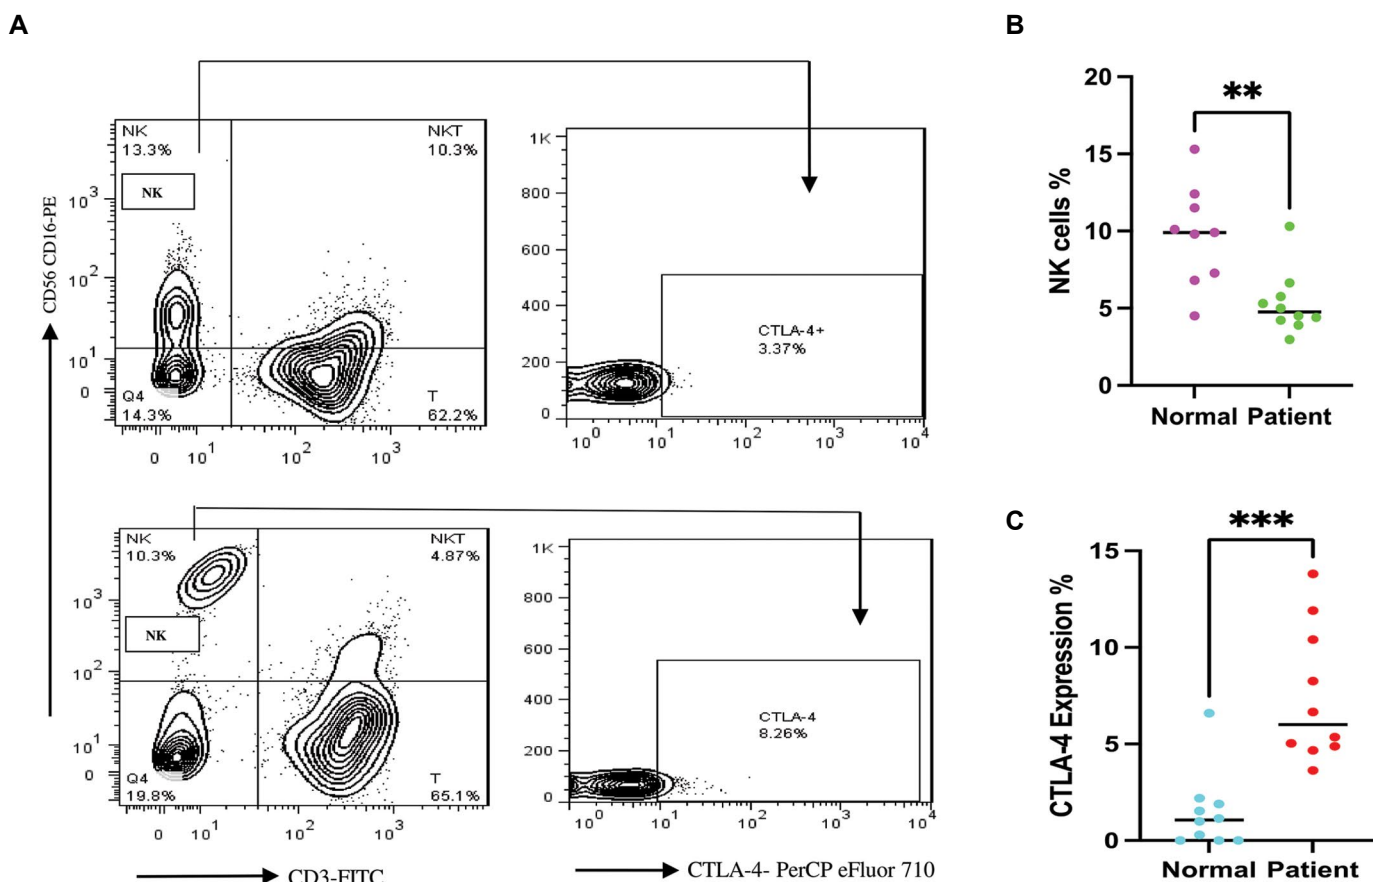 A
NK
13.3%
NKT
10.3%
NK
Q4
14.3%
T
62.2%
10^3
10^2
10^1
0
0 10^1 10^2 10^3
CD56 CD16-PE
1K
800
600
400
200
0
CTLA-4+
3.37%
10^0 10^1 10^2 10^3 10^4
NK
10.3%
NKT
4.87%
NK
Q4
19.8%
T
65.1%
10^3
10^2
10^1
0
0 10^1 10^2 10^3
CD3-FITC
1K
800
600
400
200
0
CTLA-4
8.26%
10^0 10^1 10^2 10^3 10^4
CTLA-4- PerCP eFluor 710
B
**
NK cells %
20
15
10
5
0
Normal Patient
C
***
CTLA-4 Expression %
15
10
5
0
Normal Patient